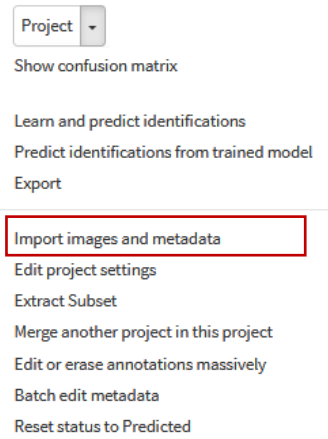 Project
Show confusion matrix
Learn and predict identifications
Predict identifications from trained model
Export
Import images and metadata
Edit project settings
Extract Subset
Merge another project in this project
Edit or erase annotations massively
Batch edit metadata
Reset status to Predicted